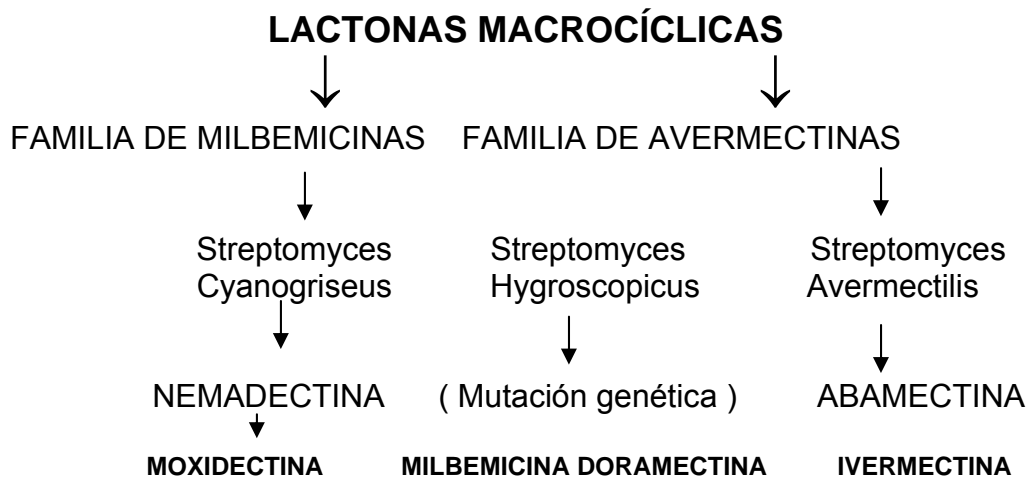 LACTONAS MACROCÍCLICAS
FAMILIA DE MILBEMICINAS FAMILIA DE AVERMECTINAS
Streptomyces Streptomyces Streptomyces
Cyanogriseus Hygroscopicus Avermectilis
NEMADECTINA ( Mutación genética ) ABAMECTINA
MOXIDECTINA MILBEMICINA DORAMECTINA IVERMECTINA